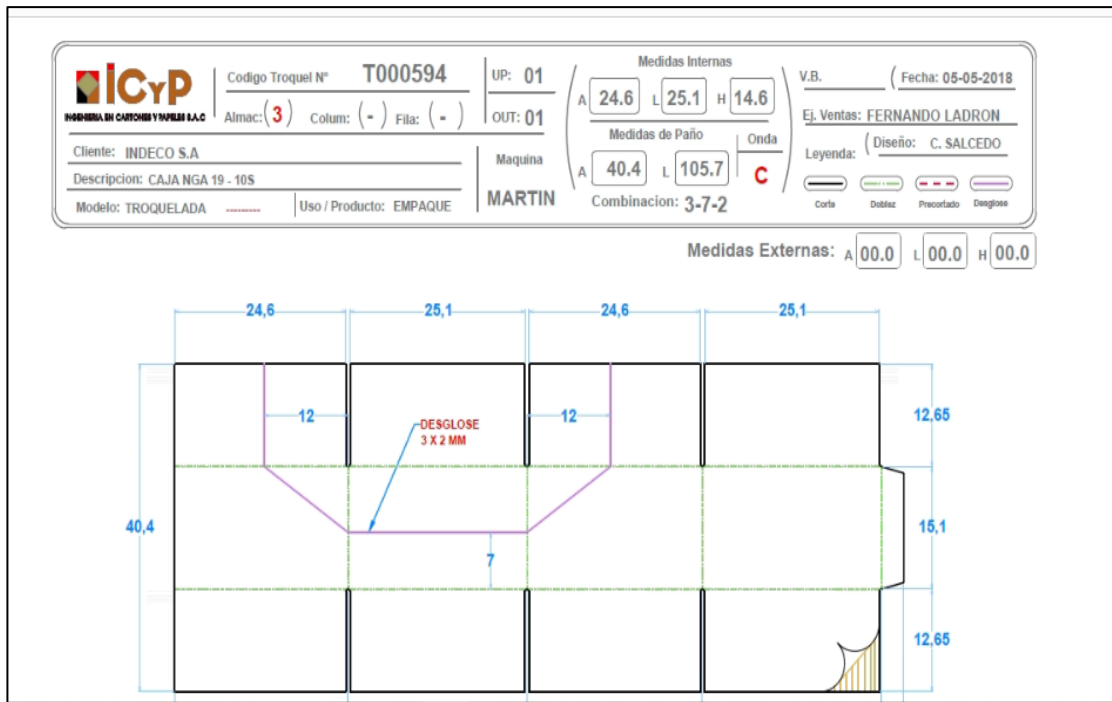 iCyP
INGENIERIA EN CARTONES Y PAPELES S.A.C
Codigo Troquel N° T000594
Almac: (3) Colum: (-) Fila: (-)
UP: 01
OUT: 01
Cliente: INDECO S.A
Descripcion: CAJA NGA 19 - 10S
Modelo: TROQUELADA --------- Uso / Producto: EMPAQUE
Maquina
MARTIN
Medidas Internas
A 24.6 L 25.1 H 14.6
Medidas de Paño
A 40.4 L 105.7
Onda
C
Combinacion: 3-7-2
V.B. Fecha: 05-05-2018
Ej. Ventas: FERNANDO LADRON
Leyenda: Diseño: C. SALCEDO
Corte Doblez Precortado Desglose
Medidas Externas: A 00.0 L 00.0 H 00.0
24,6 25,1 24,6 25,1
12 12 12,65
DESGLOSE
3 X 2 MM
40,4 15,1
7
12,65